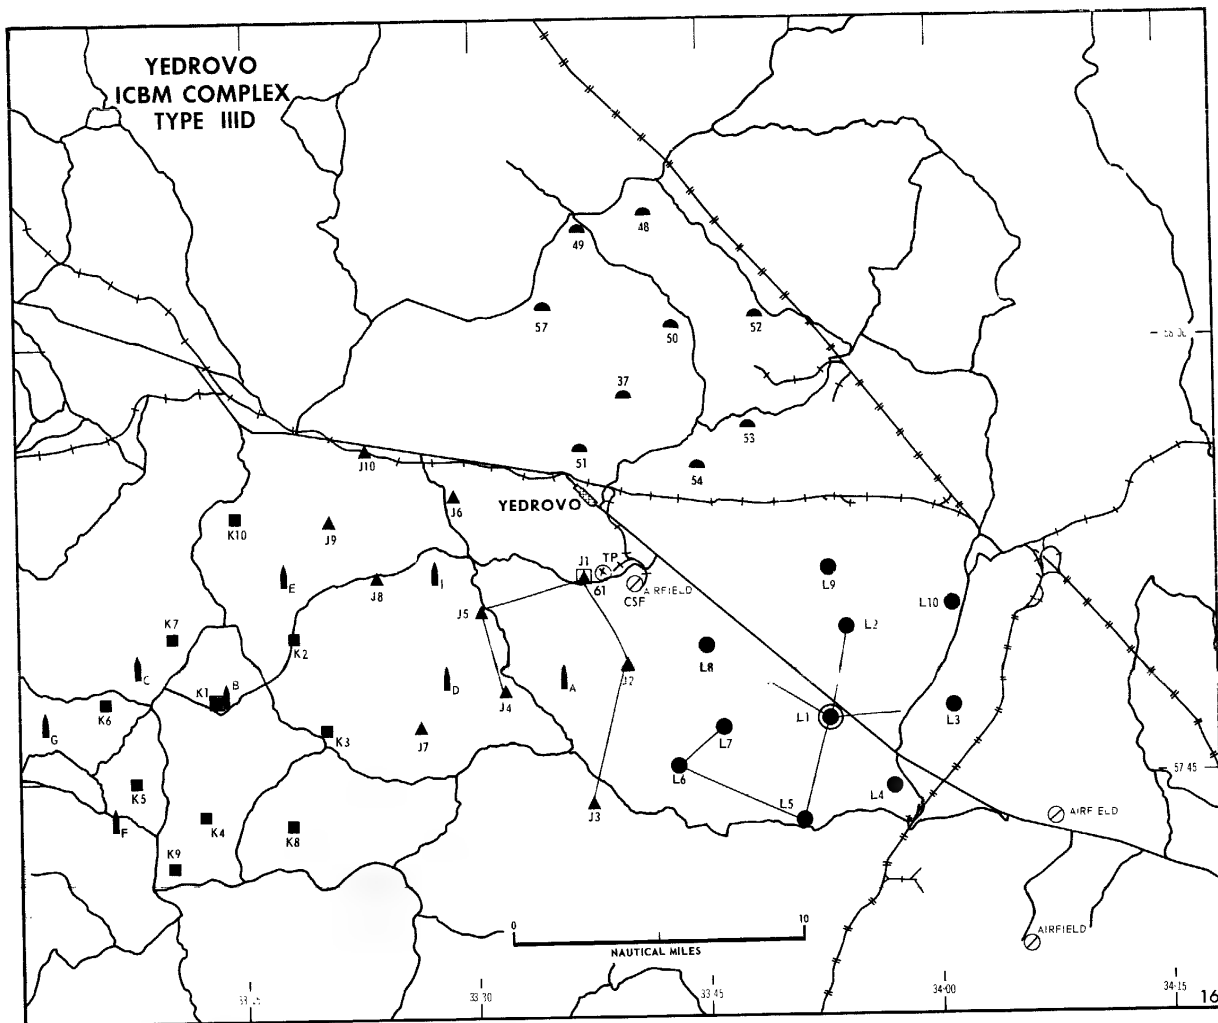 YEDROVO
ICBM COMPLEX
TYPE IIID
48
49
57
50
52
37
53
51
54
J10
J6
YEDROVO
K10
J9
J1
TP
61
CSF
AIRFIELD
E
J8
I
J5
L9
L10
L2
K7
K2
L8
C
K1
B
D
A
J2
J4
K6
G
K3
J7
L7
L1
L3
L6
57 45
K5
F
K4
K8
J3
L5
L4
AIRFIELD
K9
0
10
NAUTICAL MILES
AIRFIELD
33 30
33 45
34 00
34 15
16